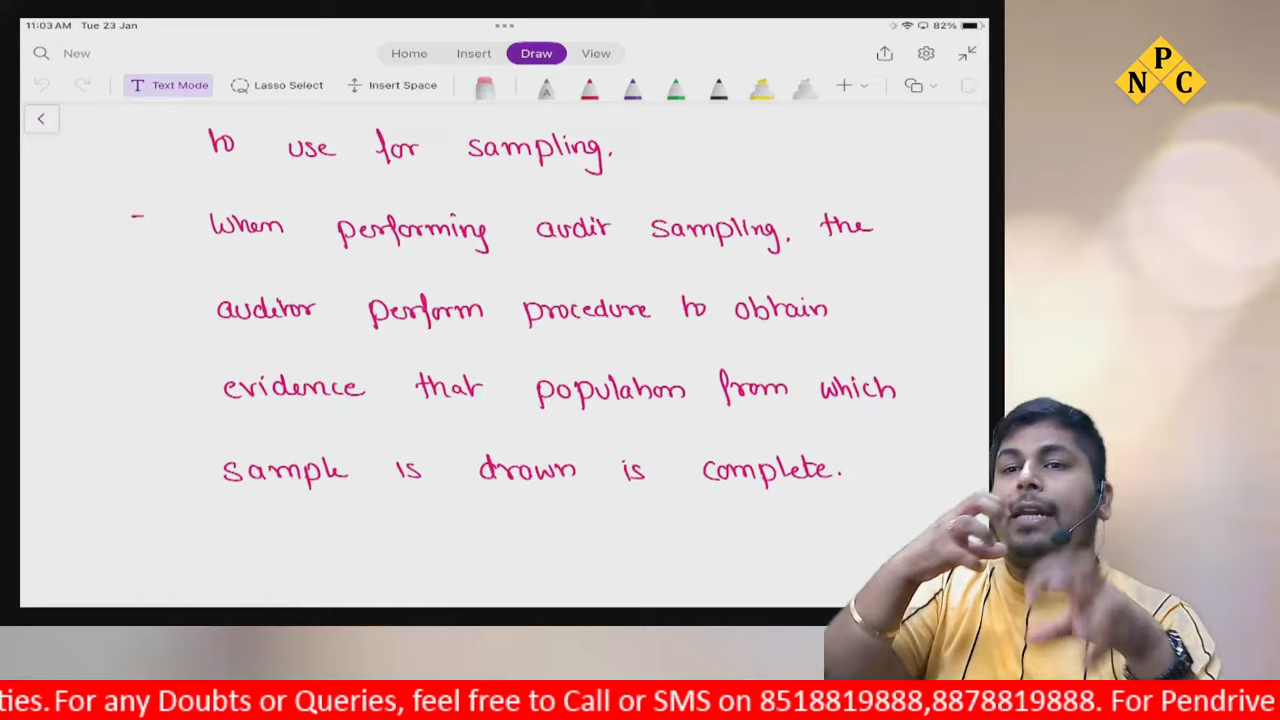 11:03 AM Tue 23 Jan 82%
New Home Insert Draw View
Text Mode Lasso Select Insert Space
N P C
to use for sampling.
- When performing audit sampling, the
auditor perform procedure to obtain
evidence that population from which
sample is drown is complete.
ties. For any Doubts or Queries, feel free to Call or SMS on 8518819888,8878819888. For Pendrive